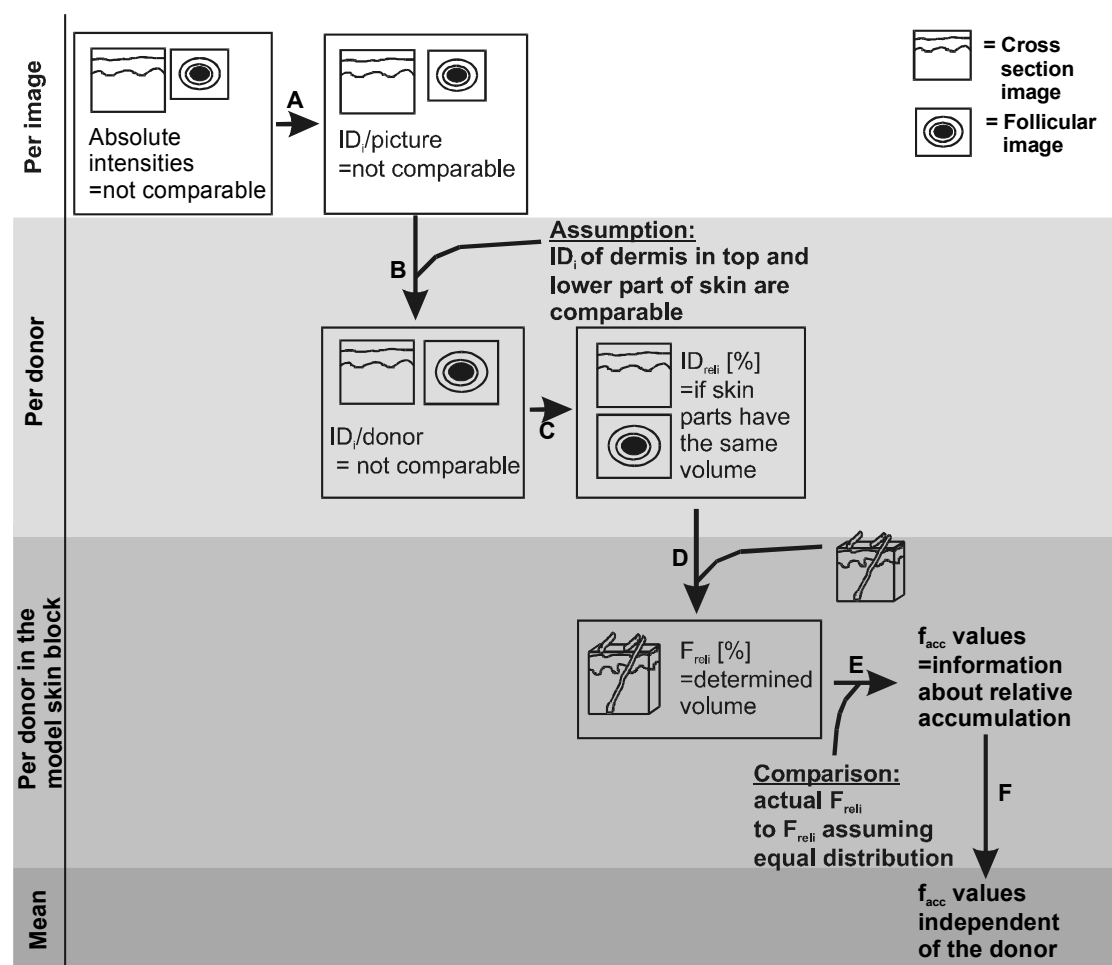 Per image
Absolute
intensities
=not comparable
A
IDi/picture
=not comparable
= Cross
section
image
= Follicular
image
Per donor
B
Assumption:
IDi of dermis in top and
lower part of skin are
comparable
IDi/donor
= not comparable
C
IDreli [%]
=if skin
parts have
the same
volume
Per donor in the
model skin block
D
Freli [%]
=determined
volume
E
facc values
=information
about relative
accumulation
Comparison:
actual Freli
to Freli assuming
equal distribution
F
Mean
facc values
independent
of the donor